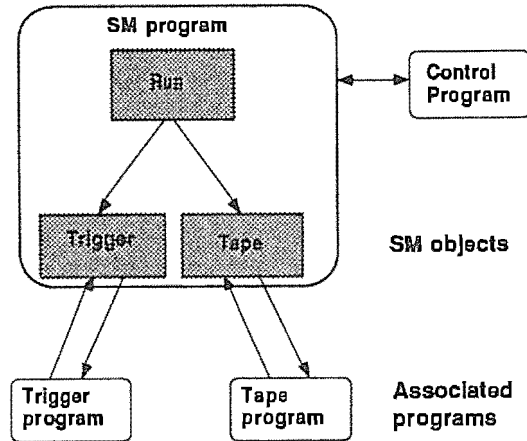 SM program
Run
Control
Program
Trigger
Tape
SM objects
Trigger
program
Tape
program
Associated
programs